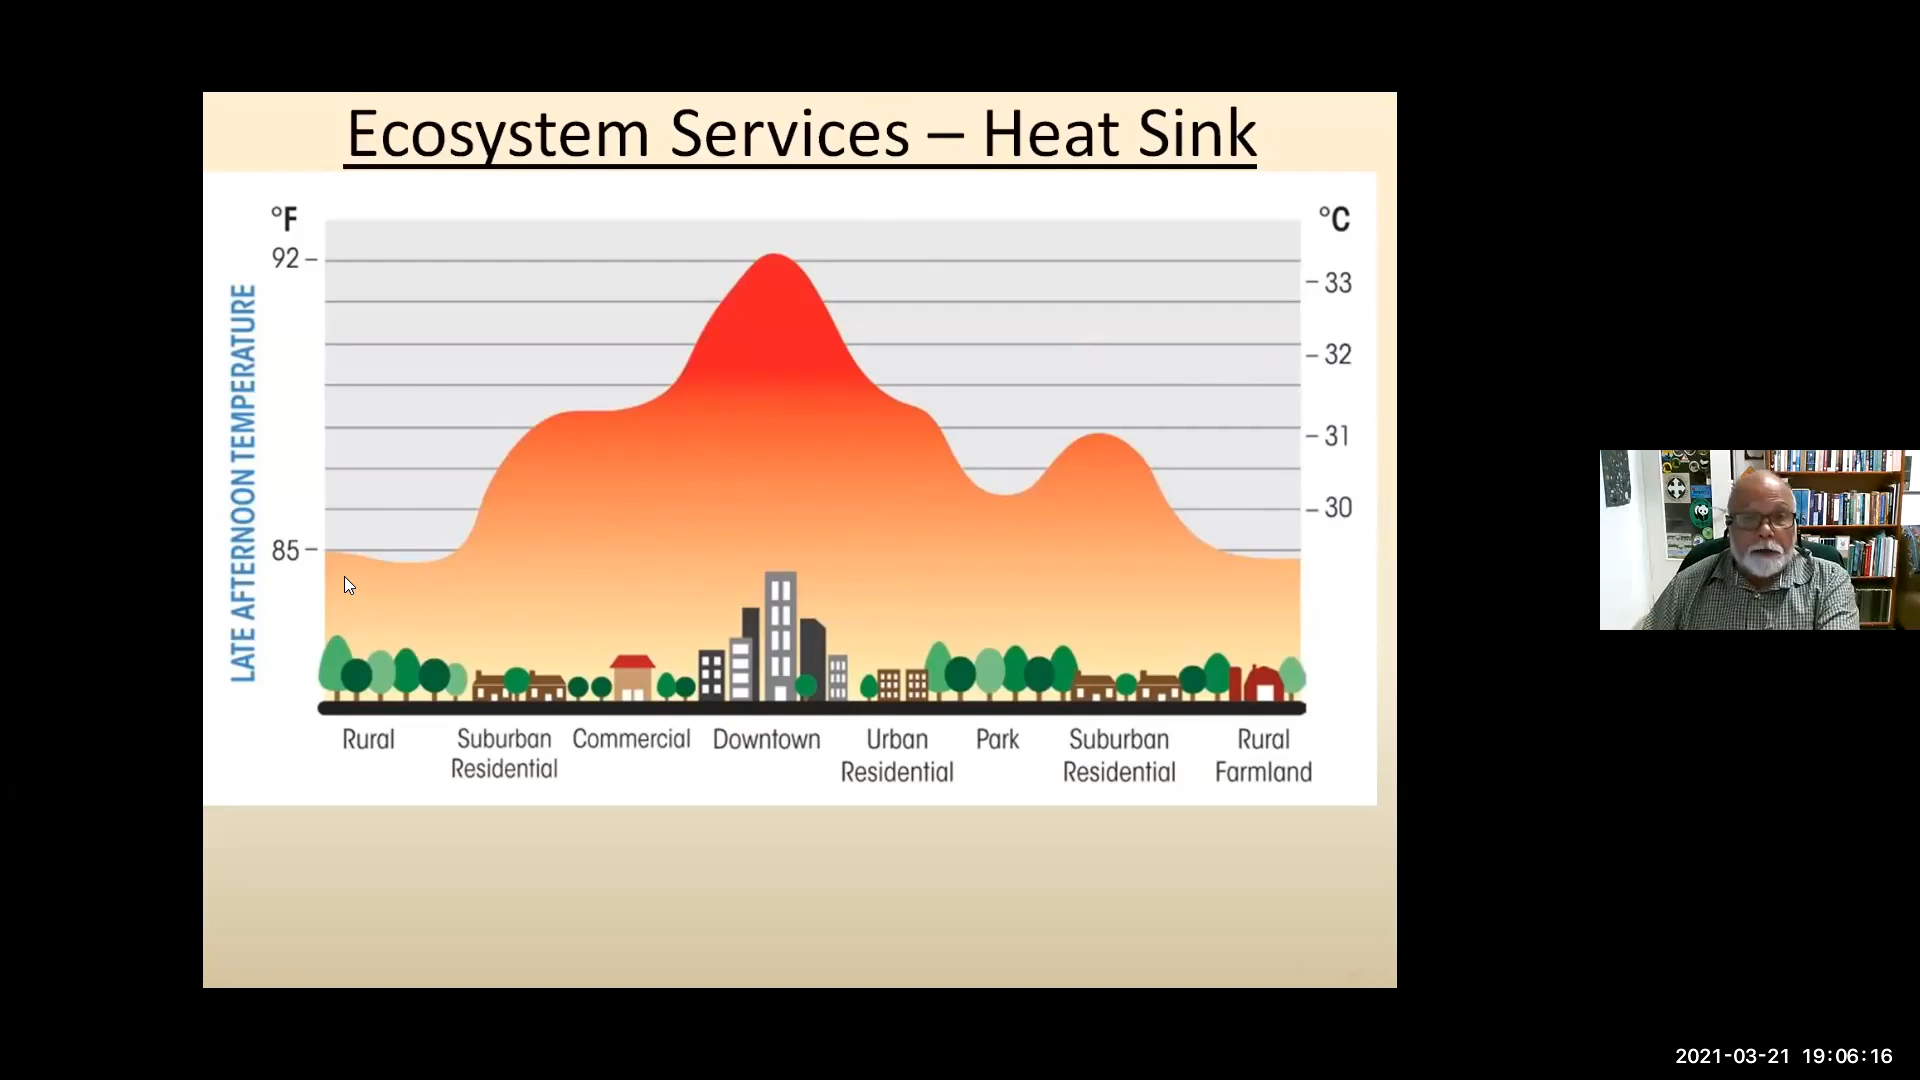 Ecosystem Services – Heat Sink
°F
°C
92
33
32
31
30
85
LATE AFTERNOON TEMPERATURE
Rural
Suburban
Residential
Commercial
Downtown
Urban
Residential
Park
Suburban
Residential
Rural
Farmland
2021-03-21 19:06:16